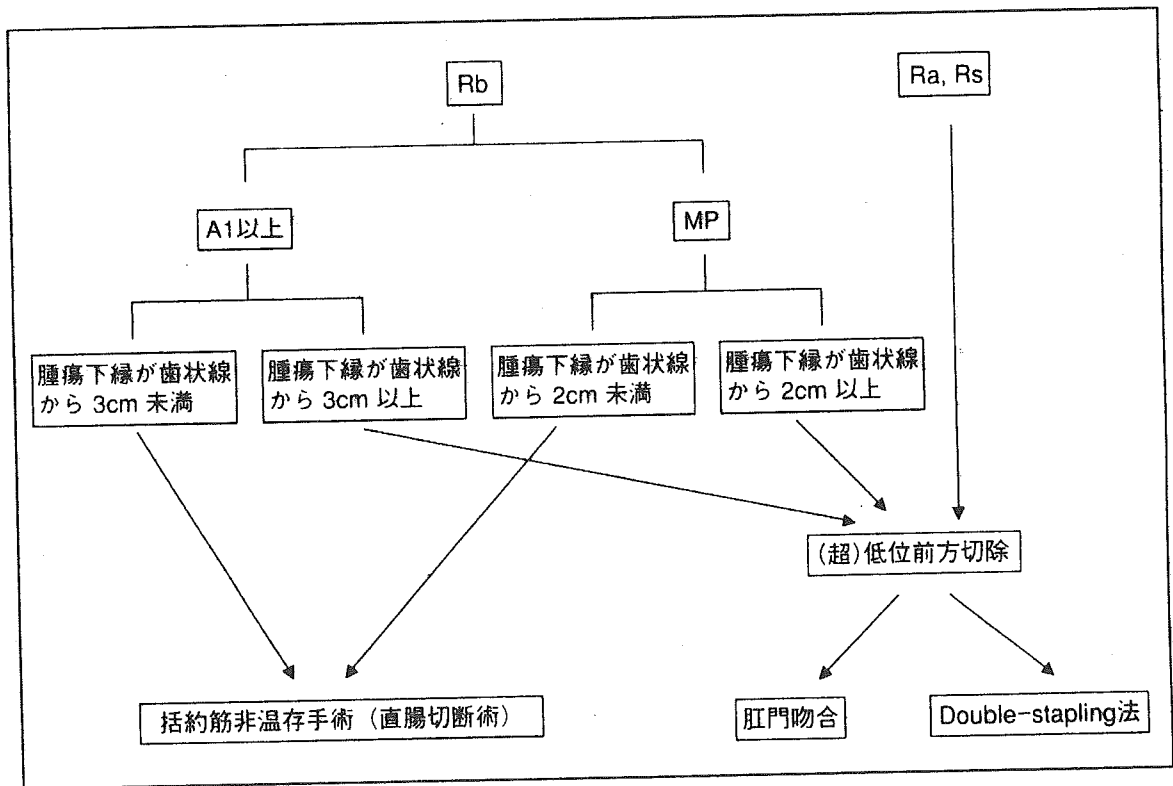 Rb
Ra, Rs
A1以上
MP
腫瘍下縁が歯状線
から 3cm 未満
腫瘍下縁が歯状線
から 3cm 以上
腫瘍下縁が歯状線
から 2cm 未満
腫瘍下縁が歯状線
から 2cm 以上
(超)低位前方切除
括約筋非温存手術 (直腸切断術)
肛門吻合
Double-stapling法